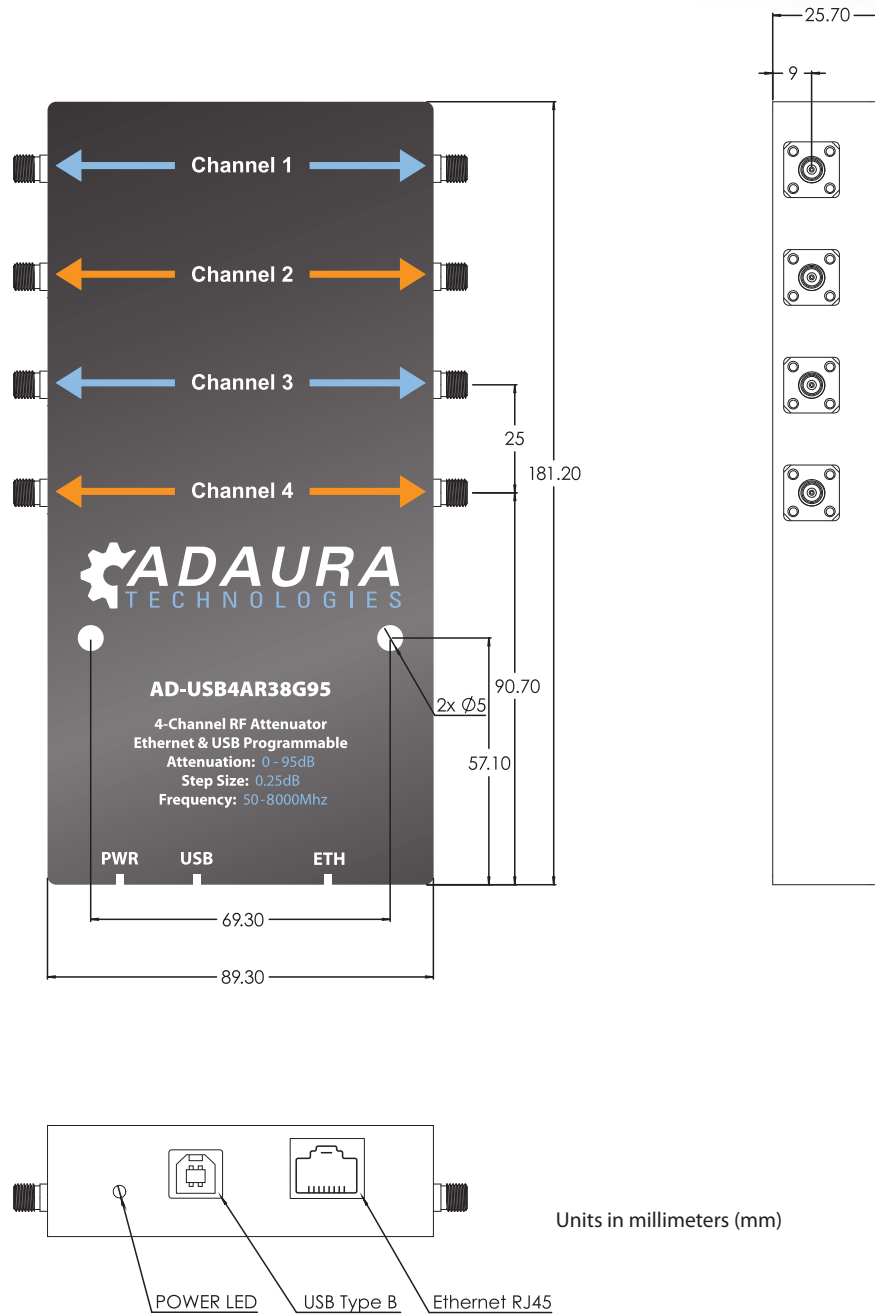 25.70
9
Channel 1
Channel 2
Channel 3
25
181.20
Channel 4
ADAURA
TECHNOLOGIES
AD-USB4AR38G95
90.70
2x Ø5
4-Channel RF Attenuator
Ethernet & USB Programmable
57.10
Attenuation: 0 - 95dB
Step Size: 0.25dB
Frequency: 50-8000Mhz
PWR USB ETH
69.30
89.30
Units in millimeters (mm)
POWER LED USB Type B Ethernet RJ45